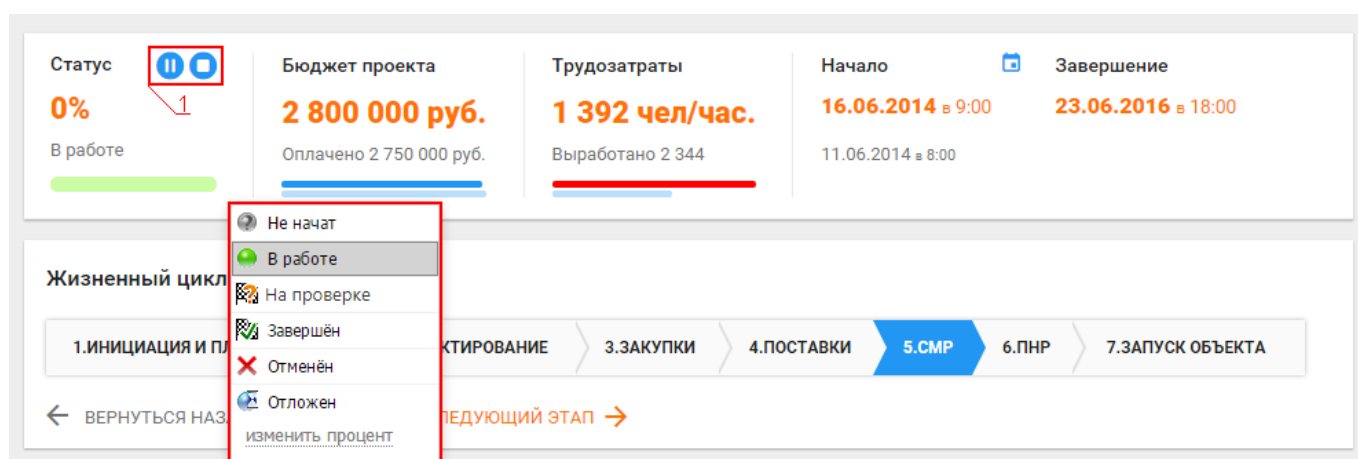 Статус
1
0%
В работе
Бюджет проекта
2 800 000 руб.
Оплачено 2 750 000 руб.
Трудозатраты
1 392 чел/час.
Выработано 2 344
Начало
16.06.2014 в 9:00
11.06.2014 в 8:00
Завершение
23.06.2016 в 18:00
Не начат
В работе
На проверке
Завершён
Отменён
Отложен
изменить процент
Жизненный цикл
1.ИНИЦИАЦИЯ И ПЛ КТИРОВАНИЕ 3.ЗАКУПКИ 4.ПОСТАВКИ 5.СМР 6.ПНР 7.ЗАПУСК ОБЪЕКТА
ВЕРНУТЬСЯ НАЗ ЛЕДУЮЩИЙ ЭТАП